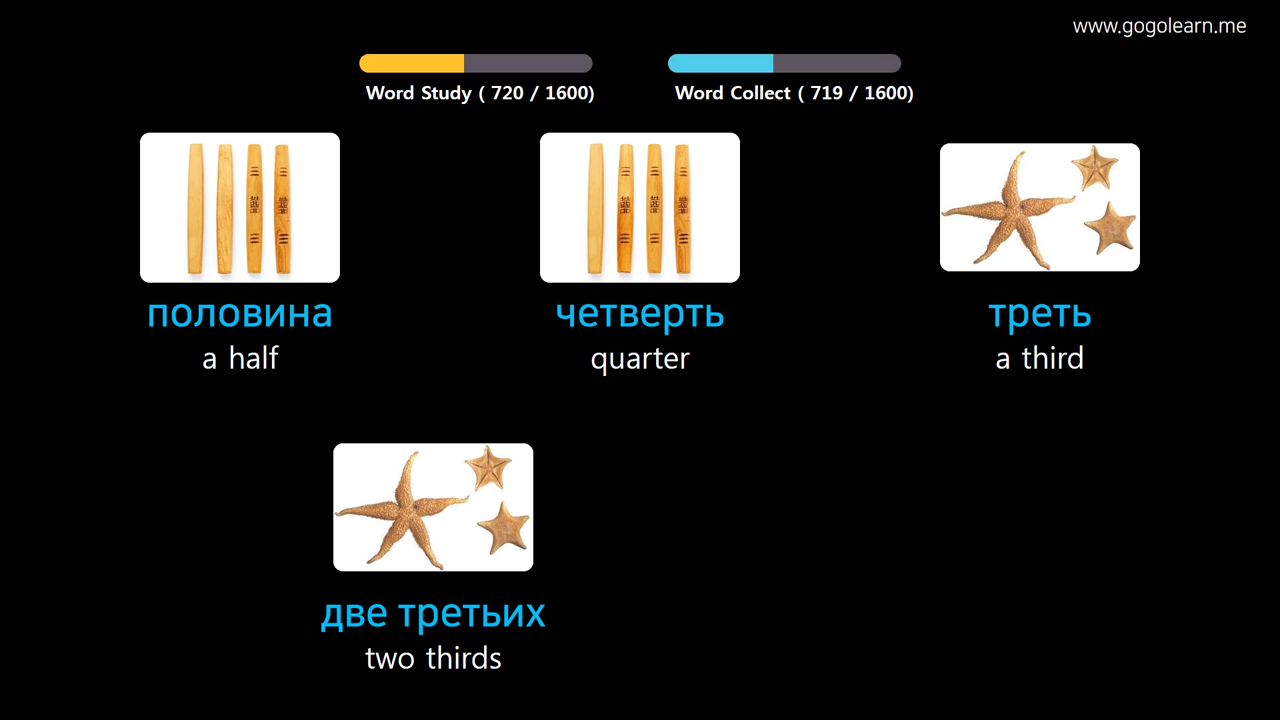 www.gogolearn.me
Word Study ( 720 / 1600)
Word Collect ( 719 / 1600)
половина
a half
четверть
quarter
треть
a third
две третьих
two thirds